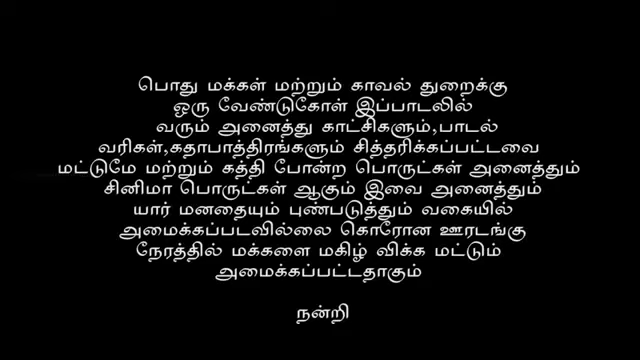 பொது மக்கள் மற்றும் காவல் துறைக்கு
ஒரு வேண்டுகோள் இப்பாடலில்
வரும் அனைத்து காட்சிகளும்,பாடல்
வரிகள்,கதாபாத்திரங்களும் சித்தரிக்கப்பட்டவை
மட்டுமே மற்றும் கத்தி போன்ற பொருட்கள் அனைத்தும்
சினிமா பொருட்கள் ஆகும் இவை அனைத்தும்
யார் மனதையும் புண்படுத்தும் வகையில்
அமைக்கப்படவில்லை கொரோன ஊரடங்கு
நேரத்தில் மக்களை மகிழ் விக்க மட்டும்
அமைக்கப்பட்டதாகும்
நன்றி